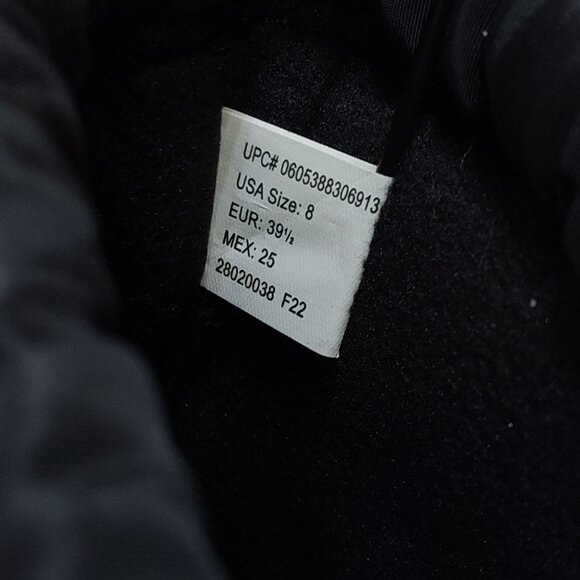 UPC# 0605388306913
USA Size: 8
EUR: 39½
MEX: 25
28020038 F22